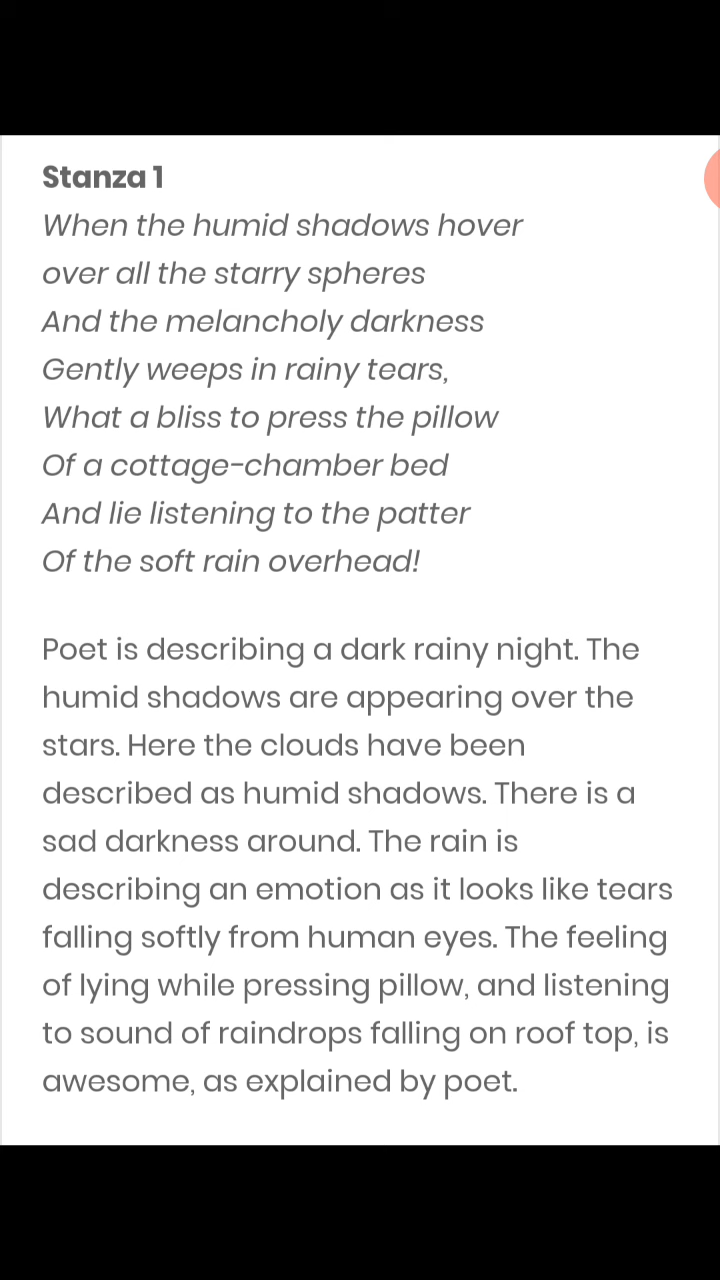 Stanza 1
When the humid shadows hover
over all the starry spheres
And the melancholy darkness
Gently weeps in rainy tears,
What a bliss to press the pillow
Of a cottage-chamber bed
And lie listening to the patter
Of the soft rain overhead!
Poet is describing a dark rainy night. The
humid shadows are appearing over the
stars. Here the clouds have been
described as humid shadows. There is a
sad darkness around. The rain is
describing an emotion as it looks like tears
falling softly from human eyes. The feeling
of lying while pressing pillow, and listening
to sound of raindrops falling on roof top, is
awesome, as explained by poet.